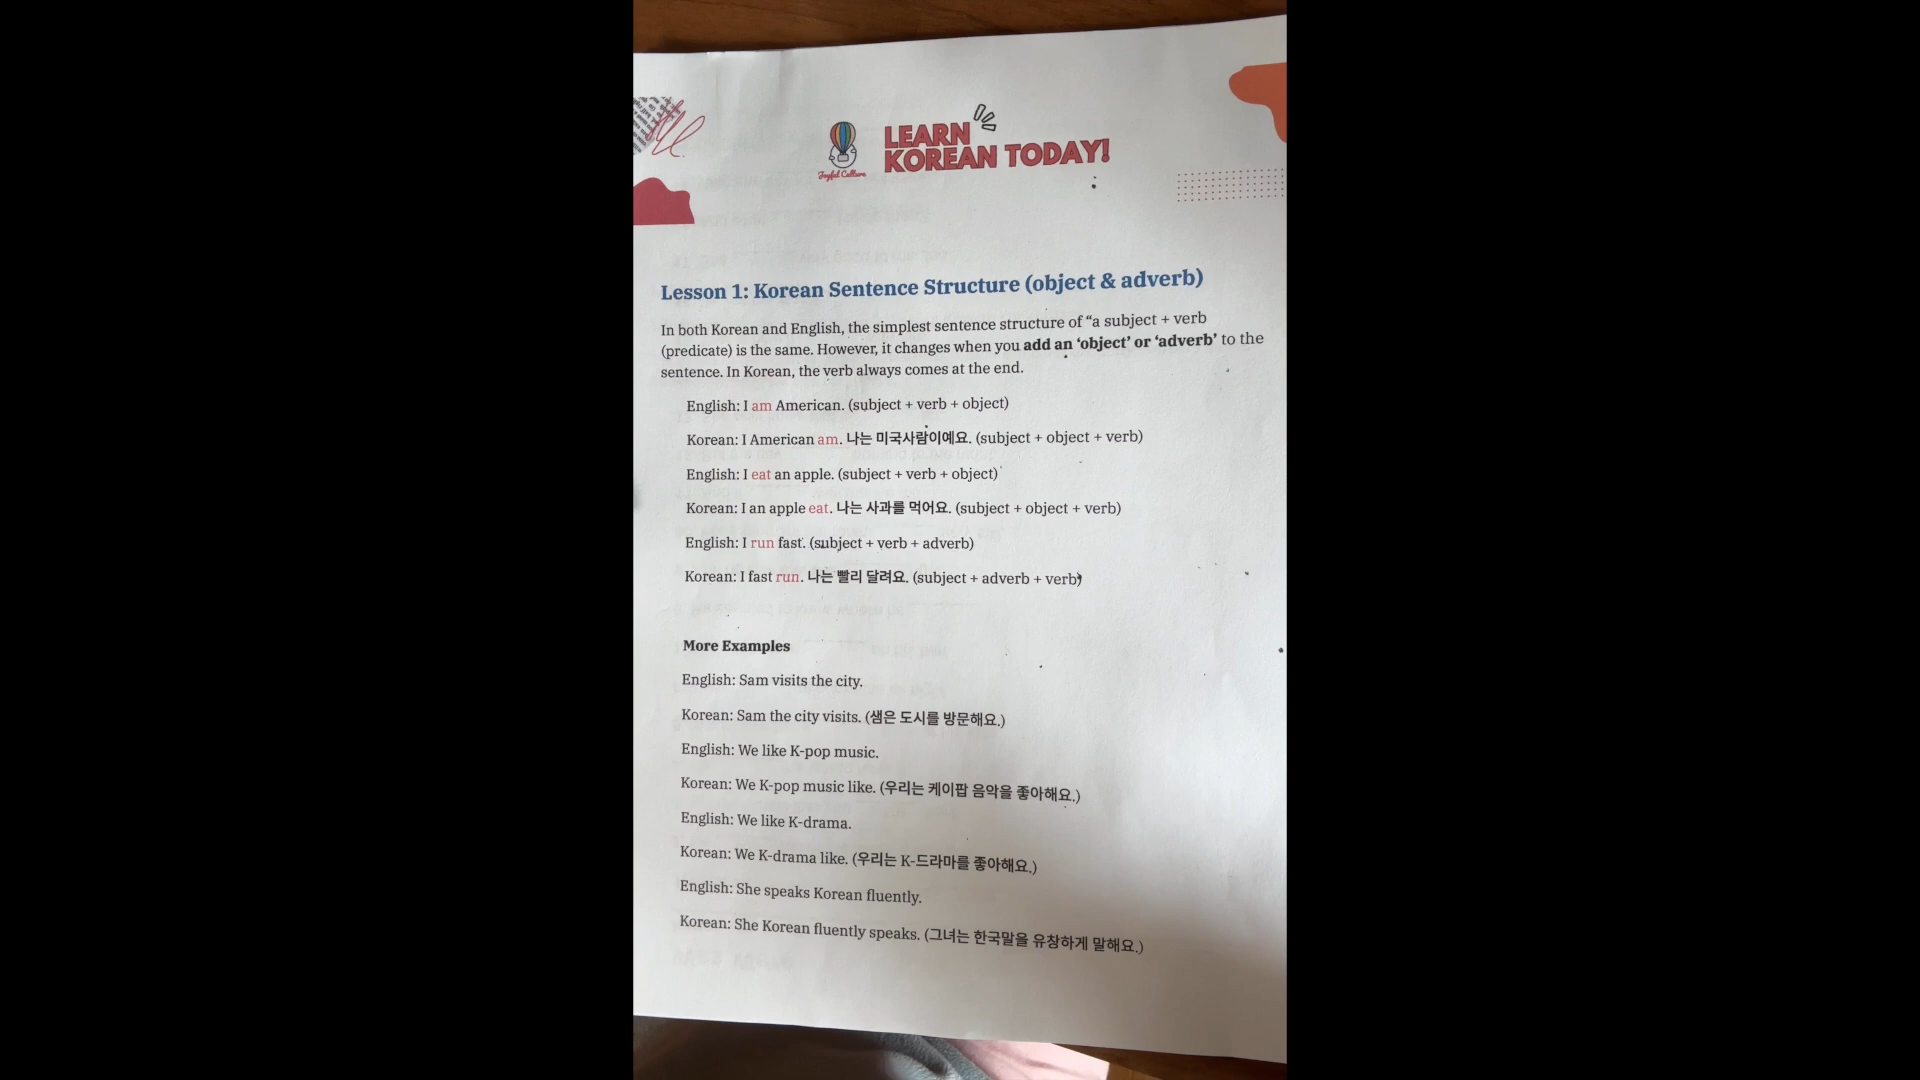 Joyful Culture
LEARN
KOREAN TODAY!
Lesson 1: Korean Sentence Structure (object & adverb)
In both Korean and English, the simplest sentence structure of “a subject + verb
(predicate) is the same. However, it changes when you add an ‘object’ or ‘adverb’ to the
sentence. In Korean, the verb always comes at the end.
English: I am American. (subject + verb + object)
Korean: I American am. 나는 미국사람이예요. (subject + object + verb)
English: I eat an apple. (subject + verb + object)
Korean: I an apple eat. 나는 사과를 먹어요. (subject + object + verb)
English: I run fast. (subject + verb + adverb)
Korean: I fast run. 나는 빨리 달려요. (subject + adverb + verb)
More Examples
English: Sam visits the city.
Korean: Sam the city visits. (샘은 도시를 방문해요.)
English: We like K-pop music.
Korean: We K-pop music like. (우리는 케이팝 음악을 좋아해요.)
English: We like K-drama.
Korean: We K-drama like. (우리는 K-드라마를 좋아해요.)
English: She speaks Korean fluently.
Korean: She Korean fluently speaks. (그녀는 한국말을 유창하게 말해요.)